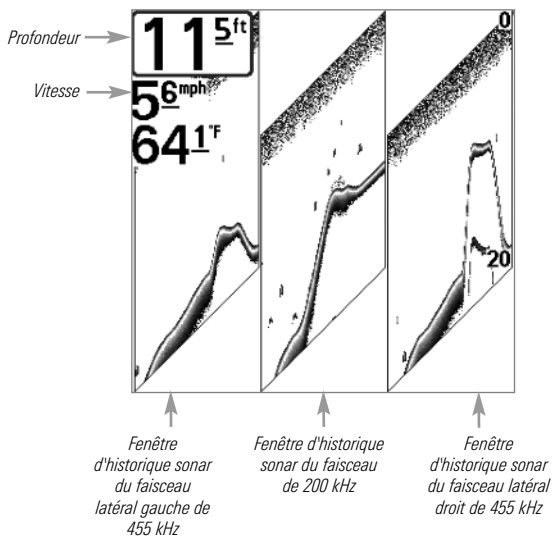 Profondeur
11 5 ft
Vitesse
5 6 mph
64 1 °F
0
20
Fenêtre
d'historique sonar
du faisceau
latéral gauche de
455 kHz
Fenêtre d'historique
sonar du faisceau
de 200 kHz
Fenêtre
d'historique sonar
du faisceau latéral
droit de 455 kHz